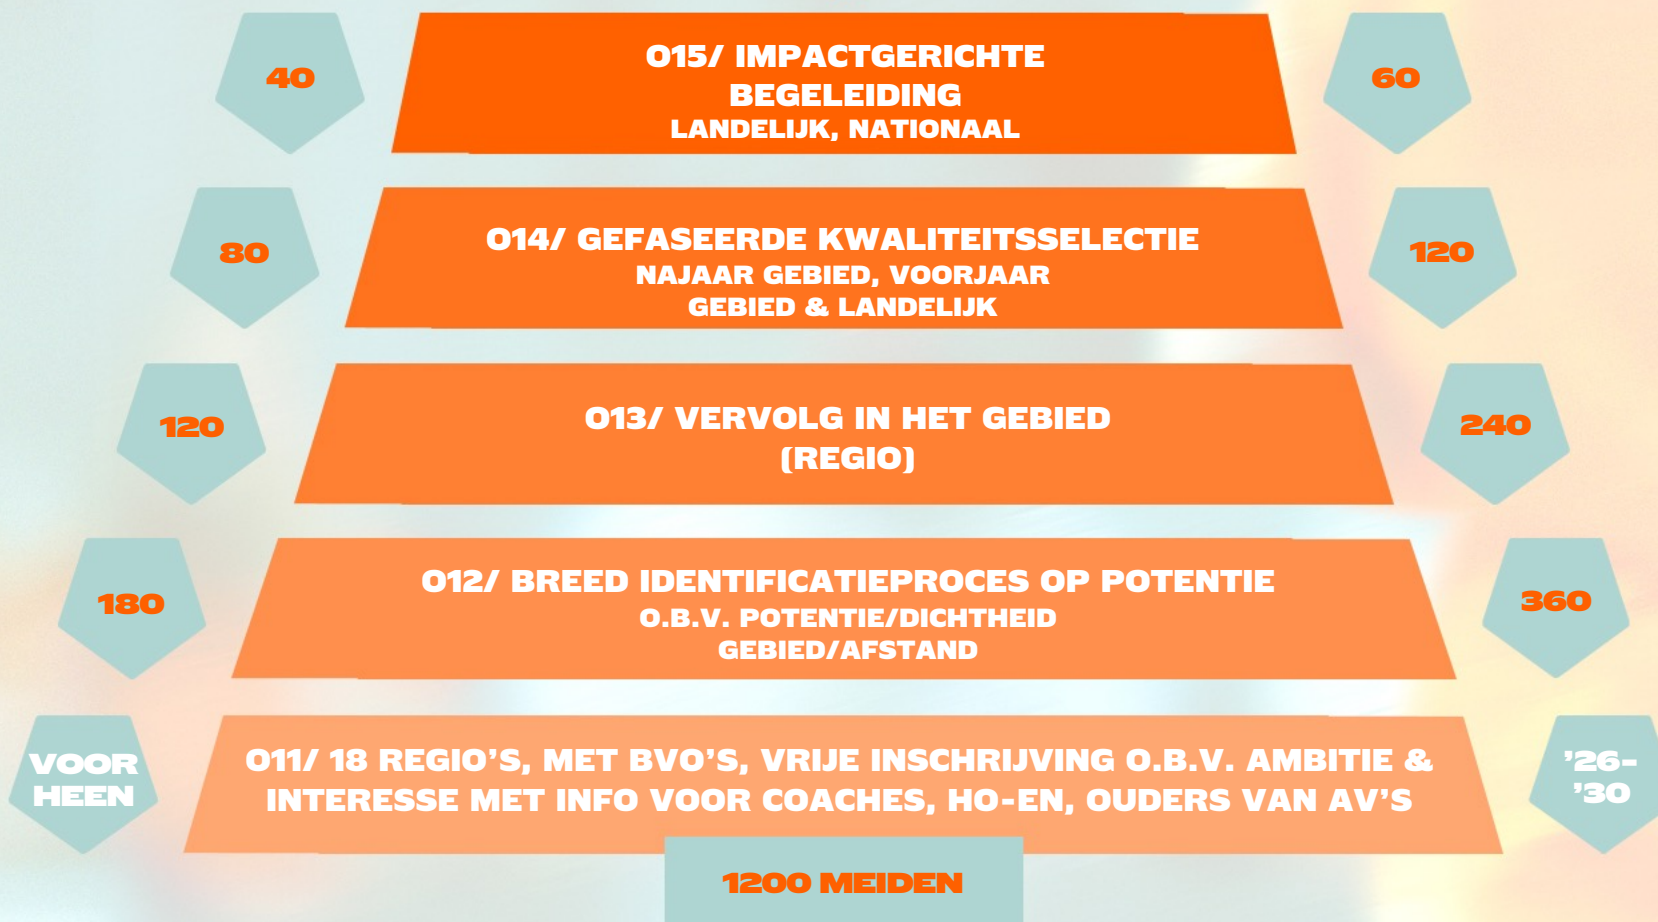 40
O15/ IMPACTGERICHTE
BEGELEIDING
LANDELIJK, NATIONAAL
60
80
O14/ GEFASEERDE KWALITEITSSELECTIE
NAJAAR GEBIED, VOORJAAR
GEBIED & LANDELIJK
120
120
O13/ VERVOLG IN HET GEBIED
(REGIO)
240
180
O12/ BREED IDENTIFICATIEPROCES OP POTENTIE
O.B.V. POTENTIE/DICHTHEID
GEBIED/AFSTAND
360
VOOR
HEEN
O11/ 18 REGIO’S, MET BVO’S, VRIJE INSCHRIJVING O.B.V. AMBITIE &
INTERESSE MET INFO VOOR COACHES, HO-EN, OUDERS VAN AV’S
’26-
’30
1200 MEIDEN